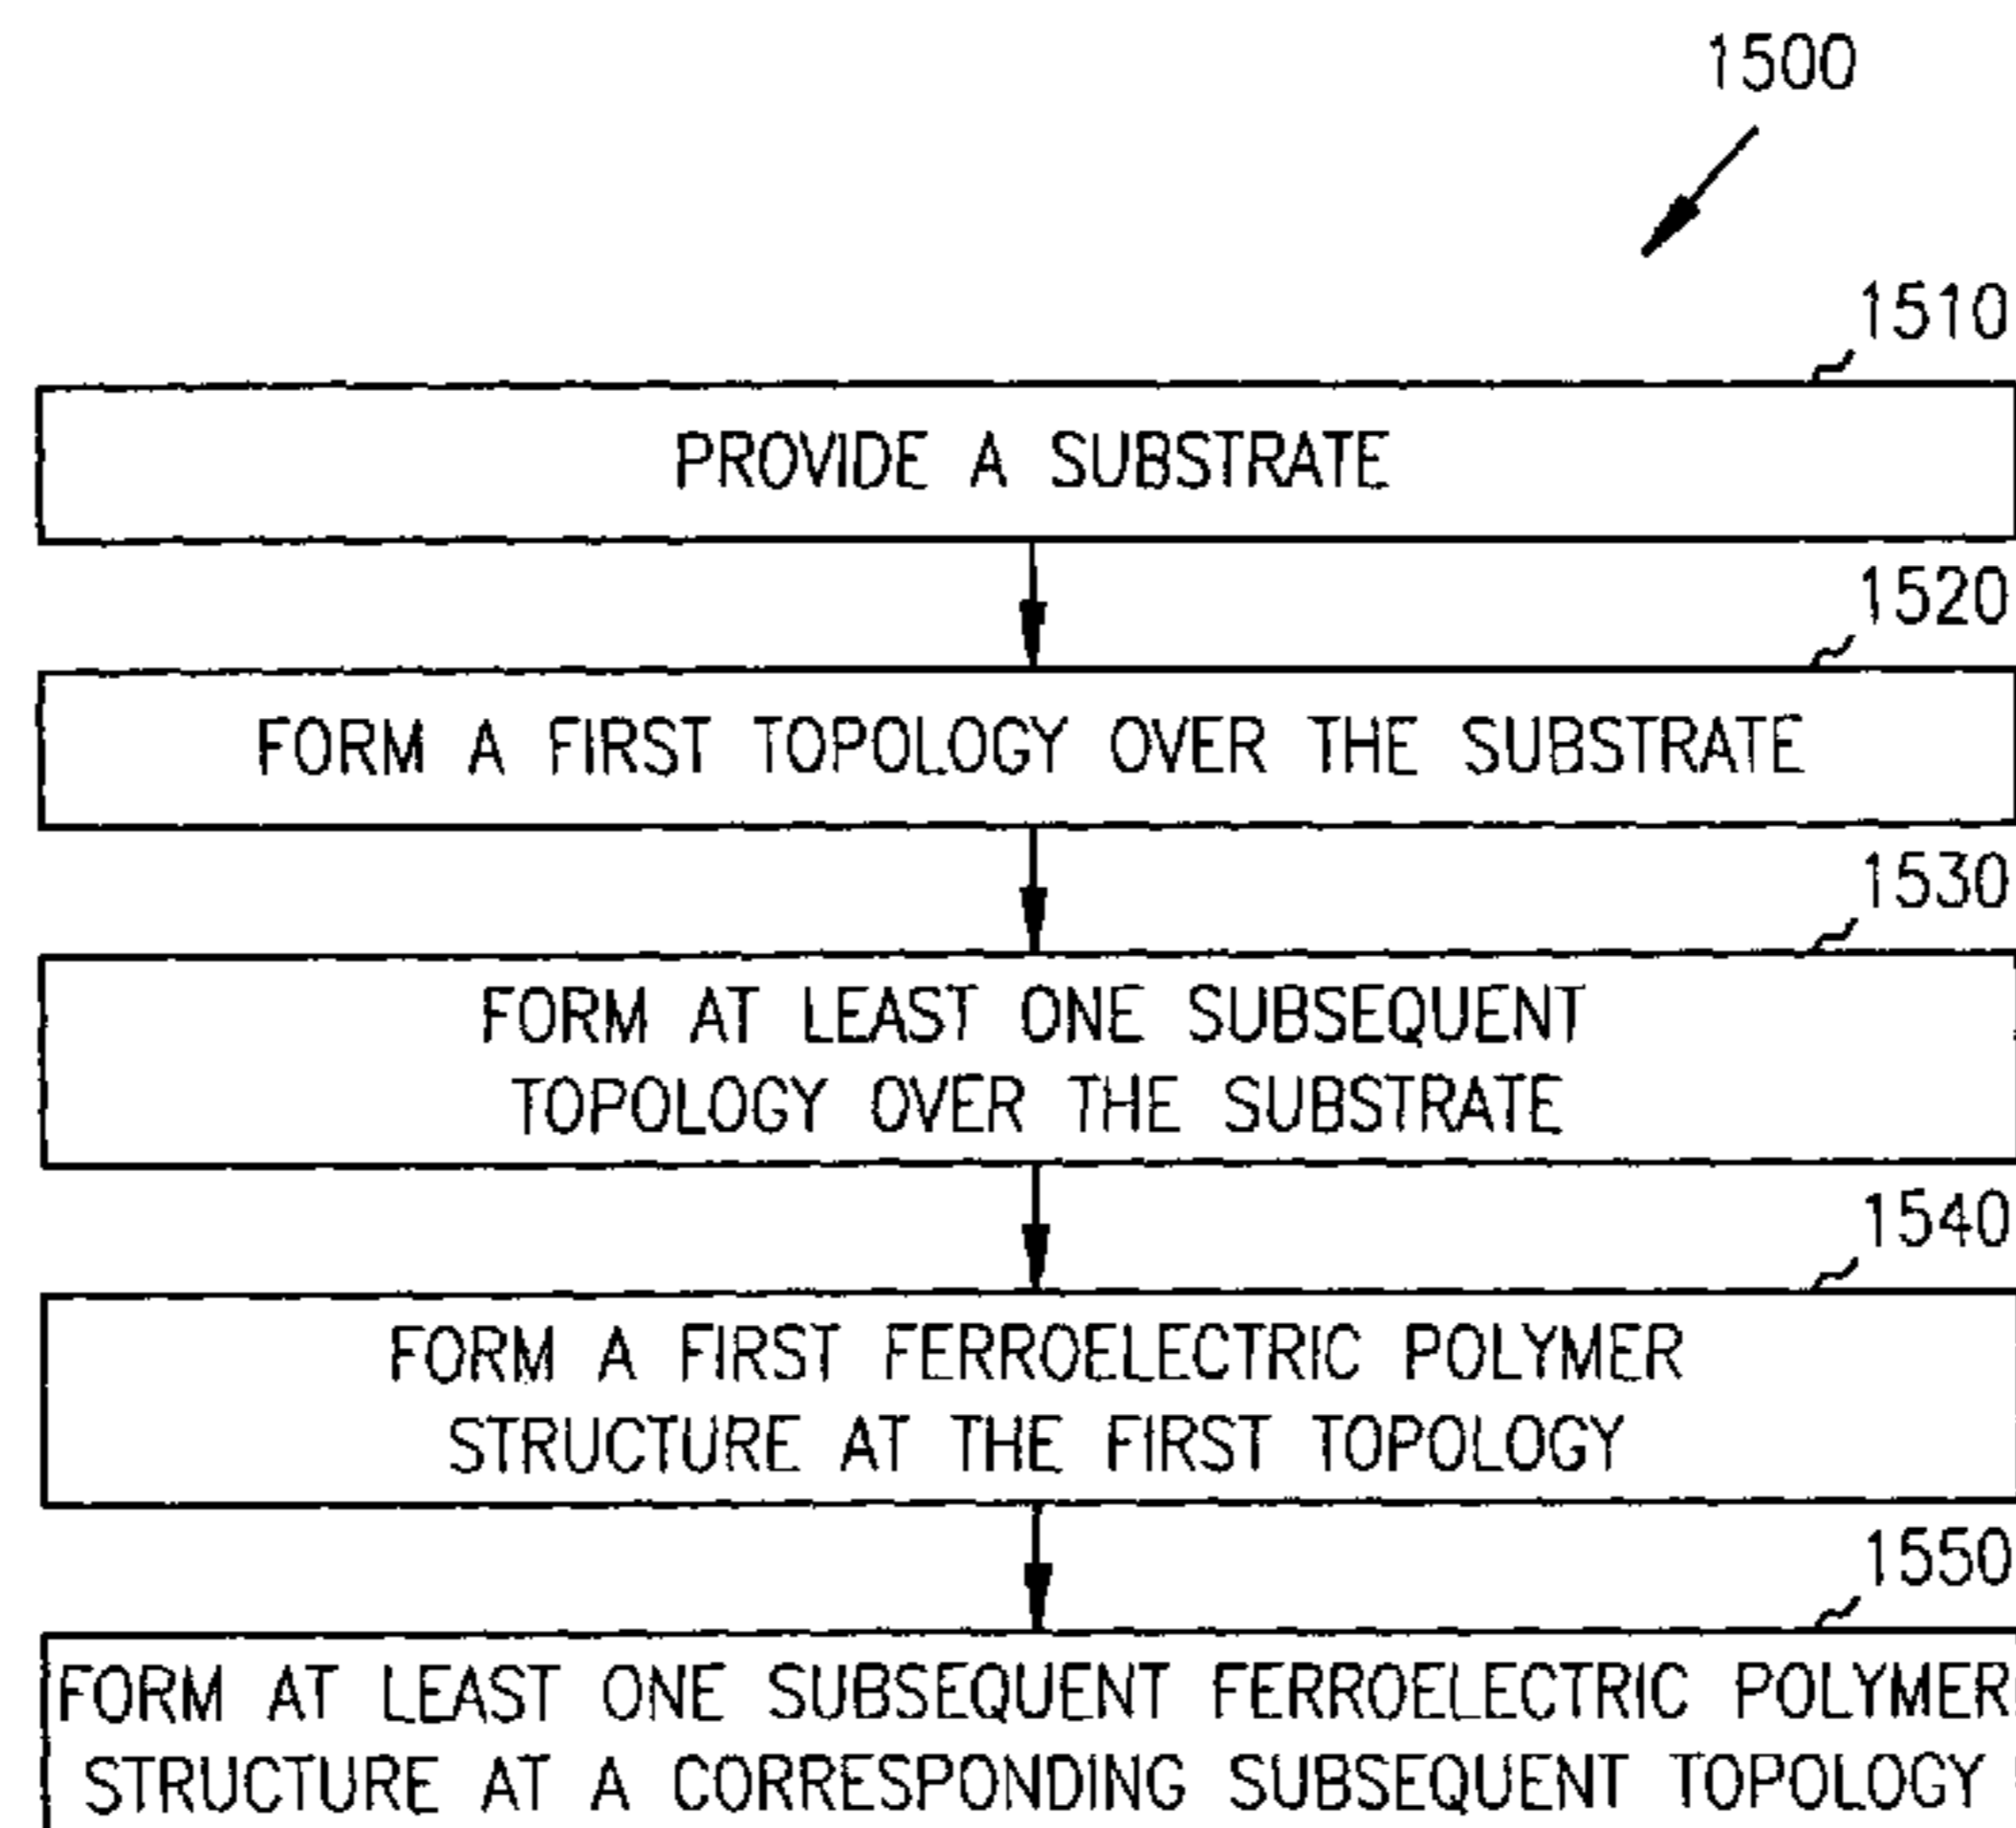 1500
1510
PROVIDE A SUBSTRATE
1520
FORM A FIRST TOPOLOGY OVER THE SUBSTRATE
1530
FORM AT LEAST ONE SUBSEQUENT
TOPOLOGY OVER THE SUBSTRATE
1540
FORM A FIRST FERROELECTRIC POLYMER
STRUCTURE AT THE FIRST TOPOLOGY
1550
FORM AT LEAST ONE SUBSEQUENT FERROELECTRIC POLYMER
STRUCTURE AT A CORRESPONDING SUBSEQUENT TOPOLOGY